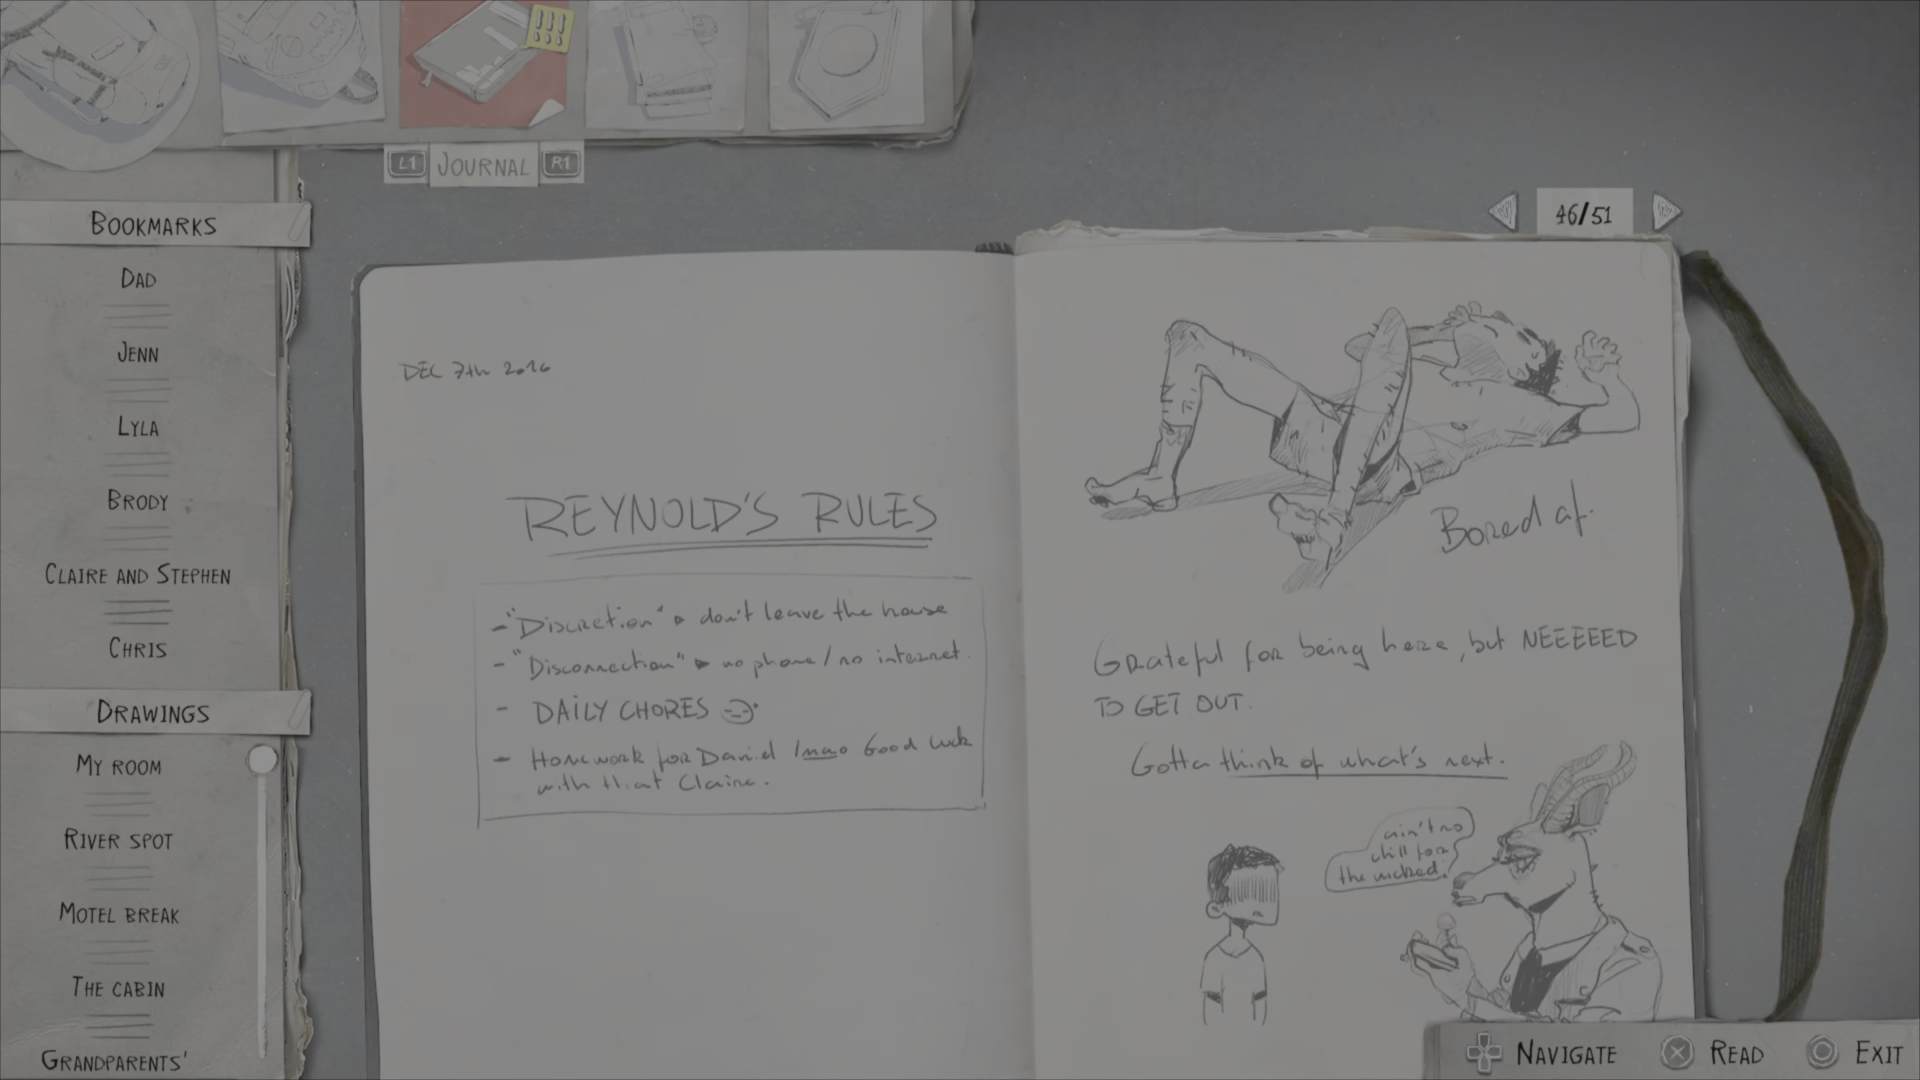 L1 JOURNAL R1
46/51
BOOKMARKS
DAD
JENN
LYLA
BRODY
CLAIRE AND STEPHEN
CHRIS
DRAWINGS
MY ROOM
RIVER SPOT
MOTEL BREAK
THE CABIN
GRANDPARENTS'
DEC 7th 2016
REYNOLD'S RULES
- "Discretion" ▸ don't leave the house
- "Disconnection" ▸ no phone / no internet.
- DAILY CHORES
- Homework for Daniel lmao Good luck
with that Claire.
Bored af.
Grateful for being here, but NEEEEED
TO GET OUT.
Gotta think of what's next.
ain't no
chill for
the wicked.
NAVIGATE READ EXIT